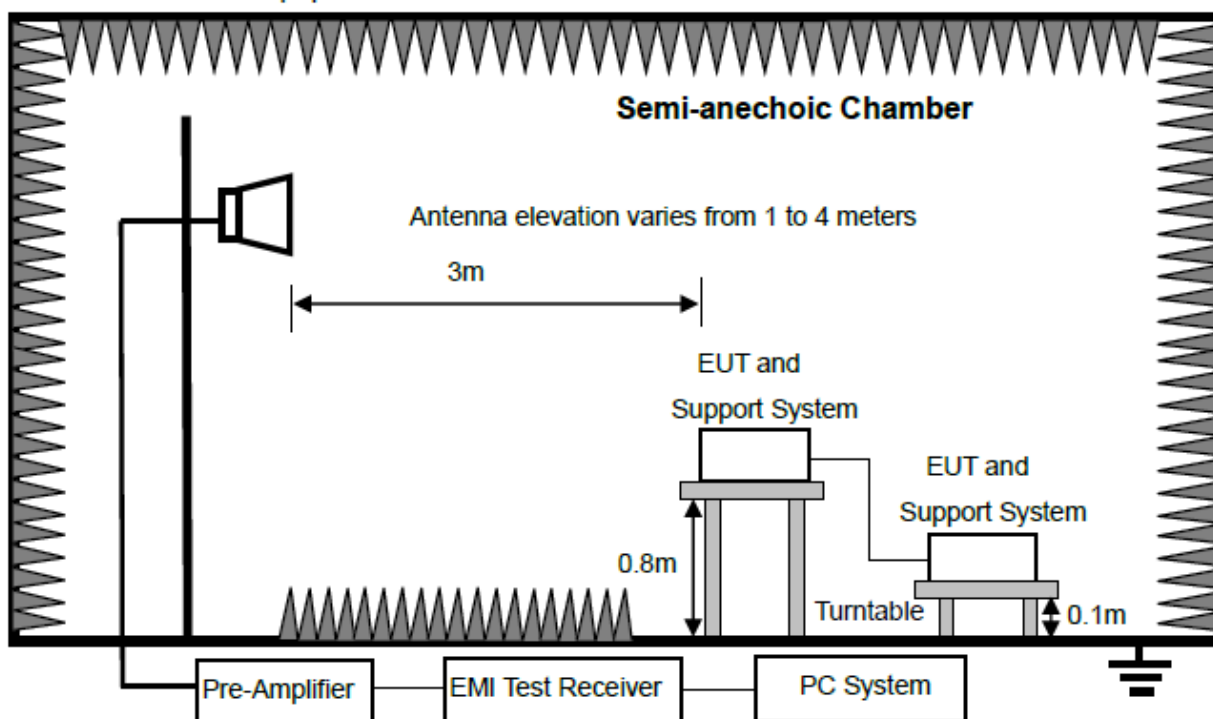 Semi-anechoic Chamber
Antenna elevation varies from 1 to 4 meters
3m
EUT and
Support System
EUT and
Support System
0.8m
Turntable
0.1m
Pre-Amplifier
EMI Test Receiver
PC System